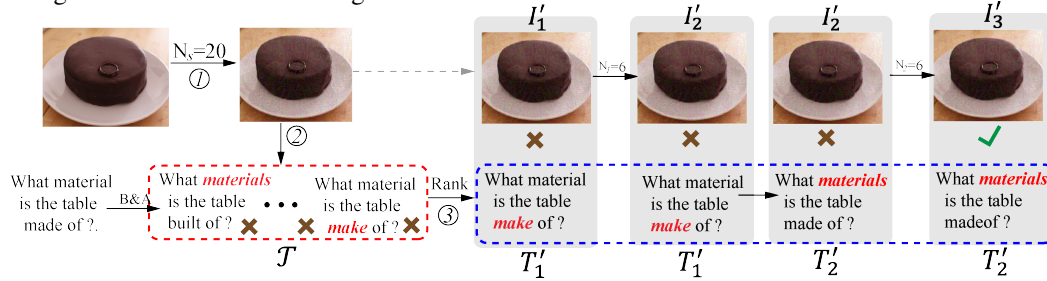 I′₁ I′₂ I′₃
Nₛ=20
①
Nᵧ=6
Nᵧ=6
②
What material
is the table
made of ?.
B&A
What materials
is the table
built of ?
•••
What material
is the table
make of ?
𝒯
Rank
③
What material
is the table
make of ?
T′₁
What material
is the table
make of ?
T′₁
What materials
is the table
made of ?
T′₂
What materials
is the table
madeof ?
T′₂